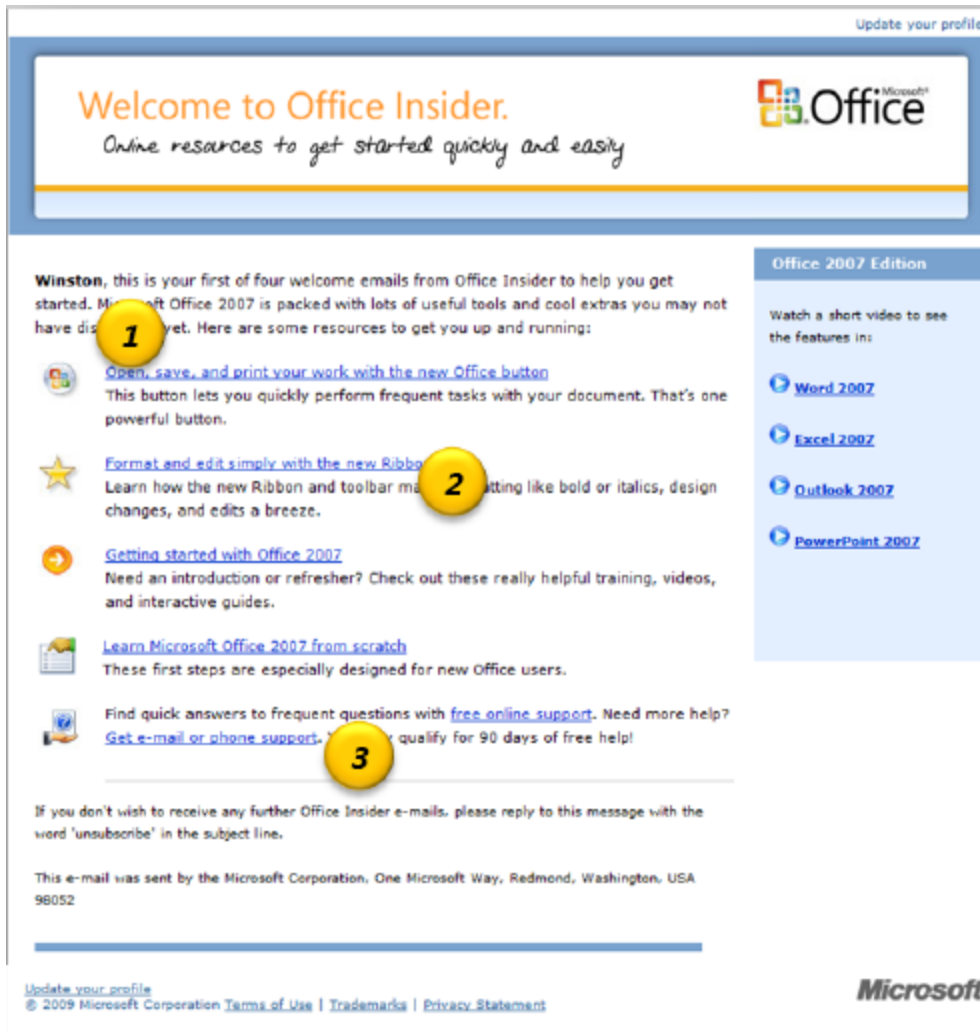 Update your profile
Welcome to Office Insider.
Online resources to get started quickly and easily
Microsoft
Office
Winston, this is your first of four welcome emails from Office Insider to help you get
started. Microsoft Office 2007 is packed with lots of useful tools and cool extras you may not
have yet. Here are some resources to get you up and running:
1
Open, save, and print your work with the new Office button
This button lets you quickly perform frequent tasks with your document. That's one
powerful button.
Format and edit simply with the new Ribbon
2
Learn how the new Ribbon and toolbar like bold or italics, design
changes, and edits a breeze.
Getting started with Office 2007
Need an introduction or refresher? Check out these really helpful training, videos,
and interactive guides.
Learn Microsoft Office 2007 from scratch
These first steps are especially designed for new Office users.
Find quick answers to frequent questions with free online support. Need more help?
Get e-mail or phone support. qualify for 90 days of free help!
3
If you don't wish to receive any further Office Insider e-mails, please reply to this message with the
word 'unsubscribe' in the subject line.
This e-mail was sent by the Microsoft Corporation, One Microsoft Way, Redmond, Washington, USA
98052
Office 2007 Edition
Watch a short video to see
the features in:
Word 2007
Excel 2007
Outlook 2007
PowerPoint 2007
Update your profile
© 2009 Microsoft Corporation Terms of Use | Trademarks | Privacy Statement
Microsoft